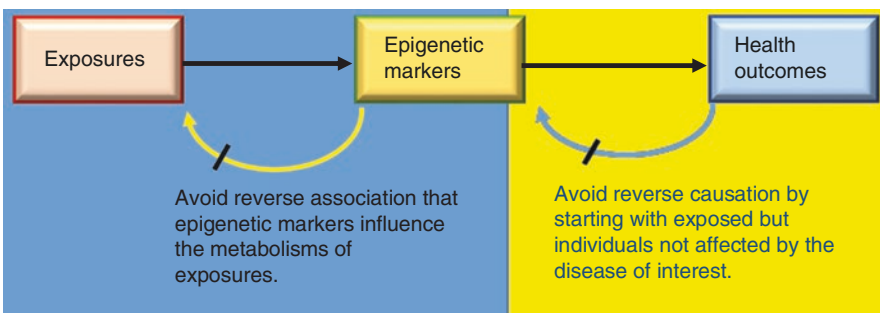 Exposures
Epigenetic
markers
Health
outcomes
Avoid reverse association that
epigenetic markers influence
the metabolisms of
exposures.
Avoid reverse causation by
starting with exposed but
individuals not affected by the
disease of interest.